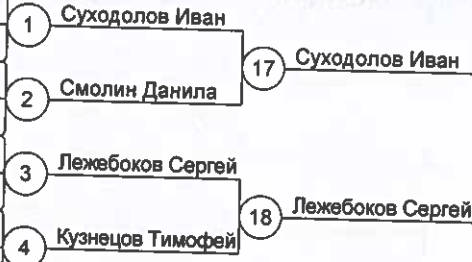 1 Суходолов Иван
17 Суходолов Иван
2 Смолин Данила
3 Лежебоков Сергей
18 Лежебоков Сергей
4 Кузнецов Тимофей